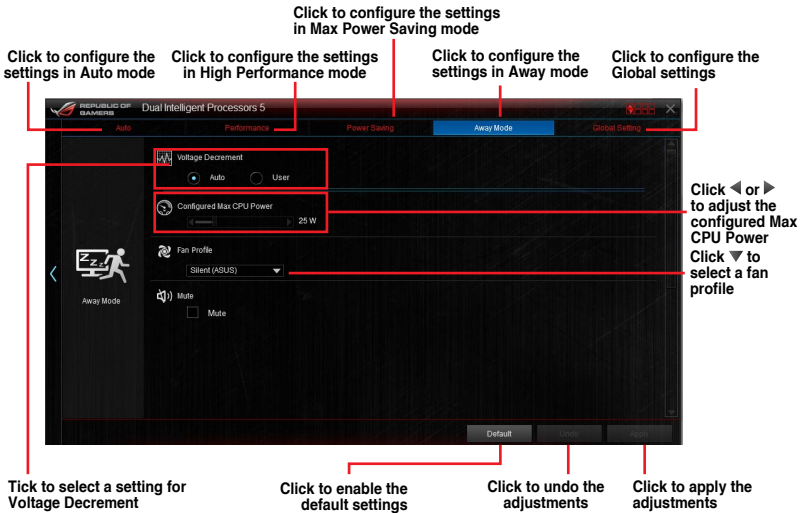 Click to configure the settings
in Max Power Saving mode
Click to configure the
settings in Auto mode
Click to configure the settings
in High Performance mode
Click to configure the
settings in Away mode
Click to configure the
Global settings
REPUBLIC OF
GAMERS
Dual Intelligent Processors 5
Auto
Performance
Power Saving
Away Mode
Global Setting
Voltage Decrement
Auto
User
Configured Max CPU Power
25 W
Fan Profile
Silent (ASUS)
Mute
Mute
Zzz
Away Mode
Click ◀ or ▶
to adjust the
configured Max
CPU Power
Click ▼ to
select a fan
profile
Default
Undo
Apply
Tick to select a setting for
Voltage Decrement
Click to enable the
default settings
Click to undo the
adjustments
Click to apply the
adjustments